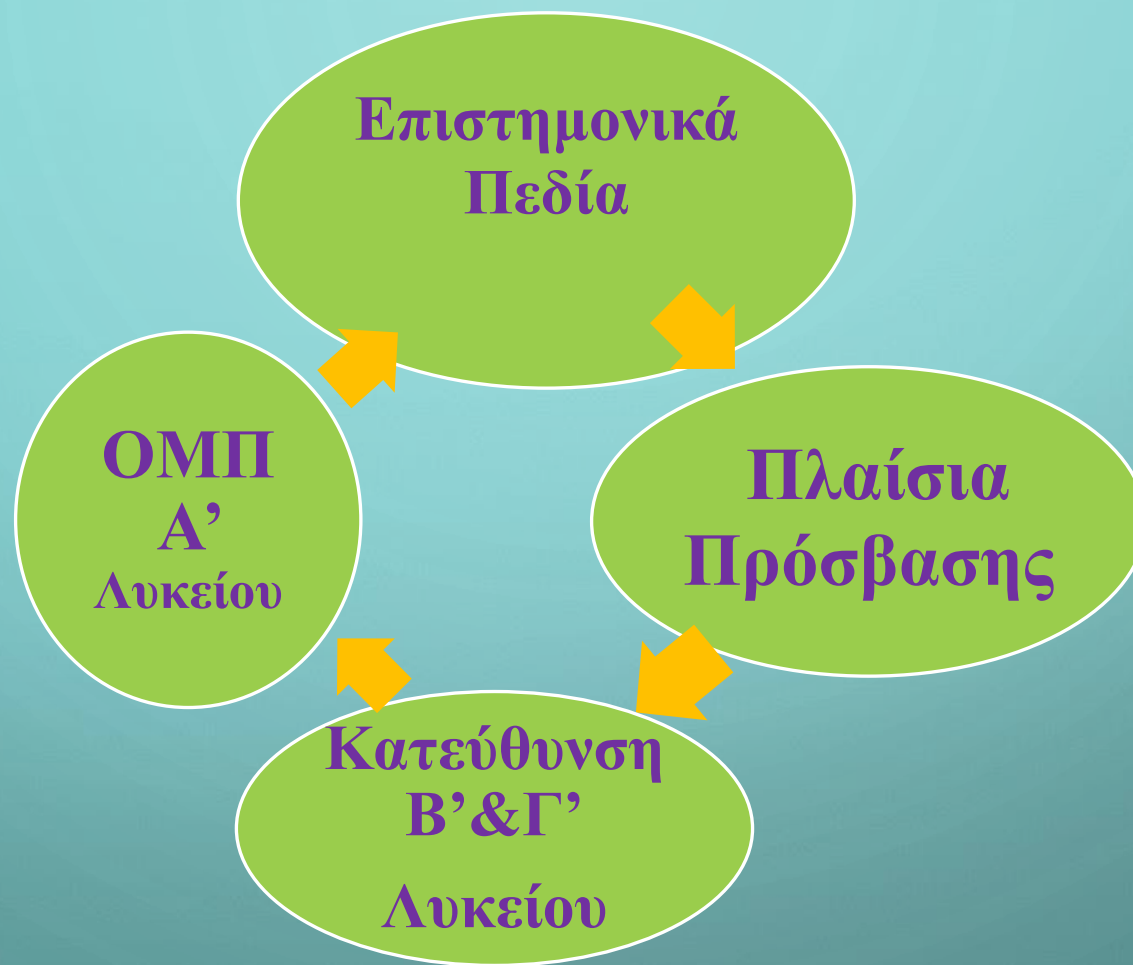 Επιστημονικά
Πεδία
Πλαίσια
Πρόσβασης
Κατεύθυνση
Β’&Γ’
Λυκείου
ΟΜΠ
Α’
Λυκείου